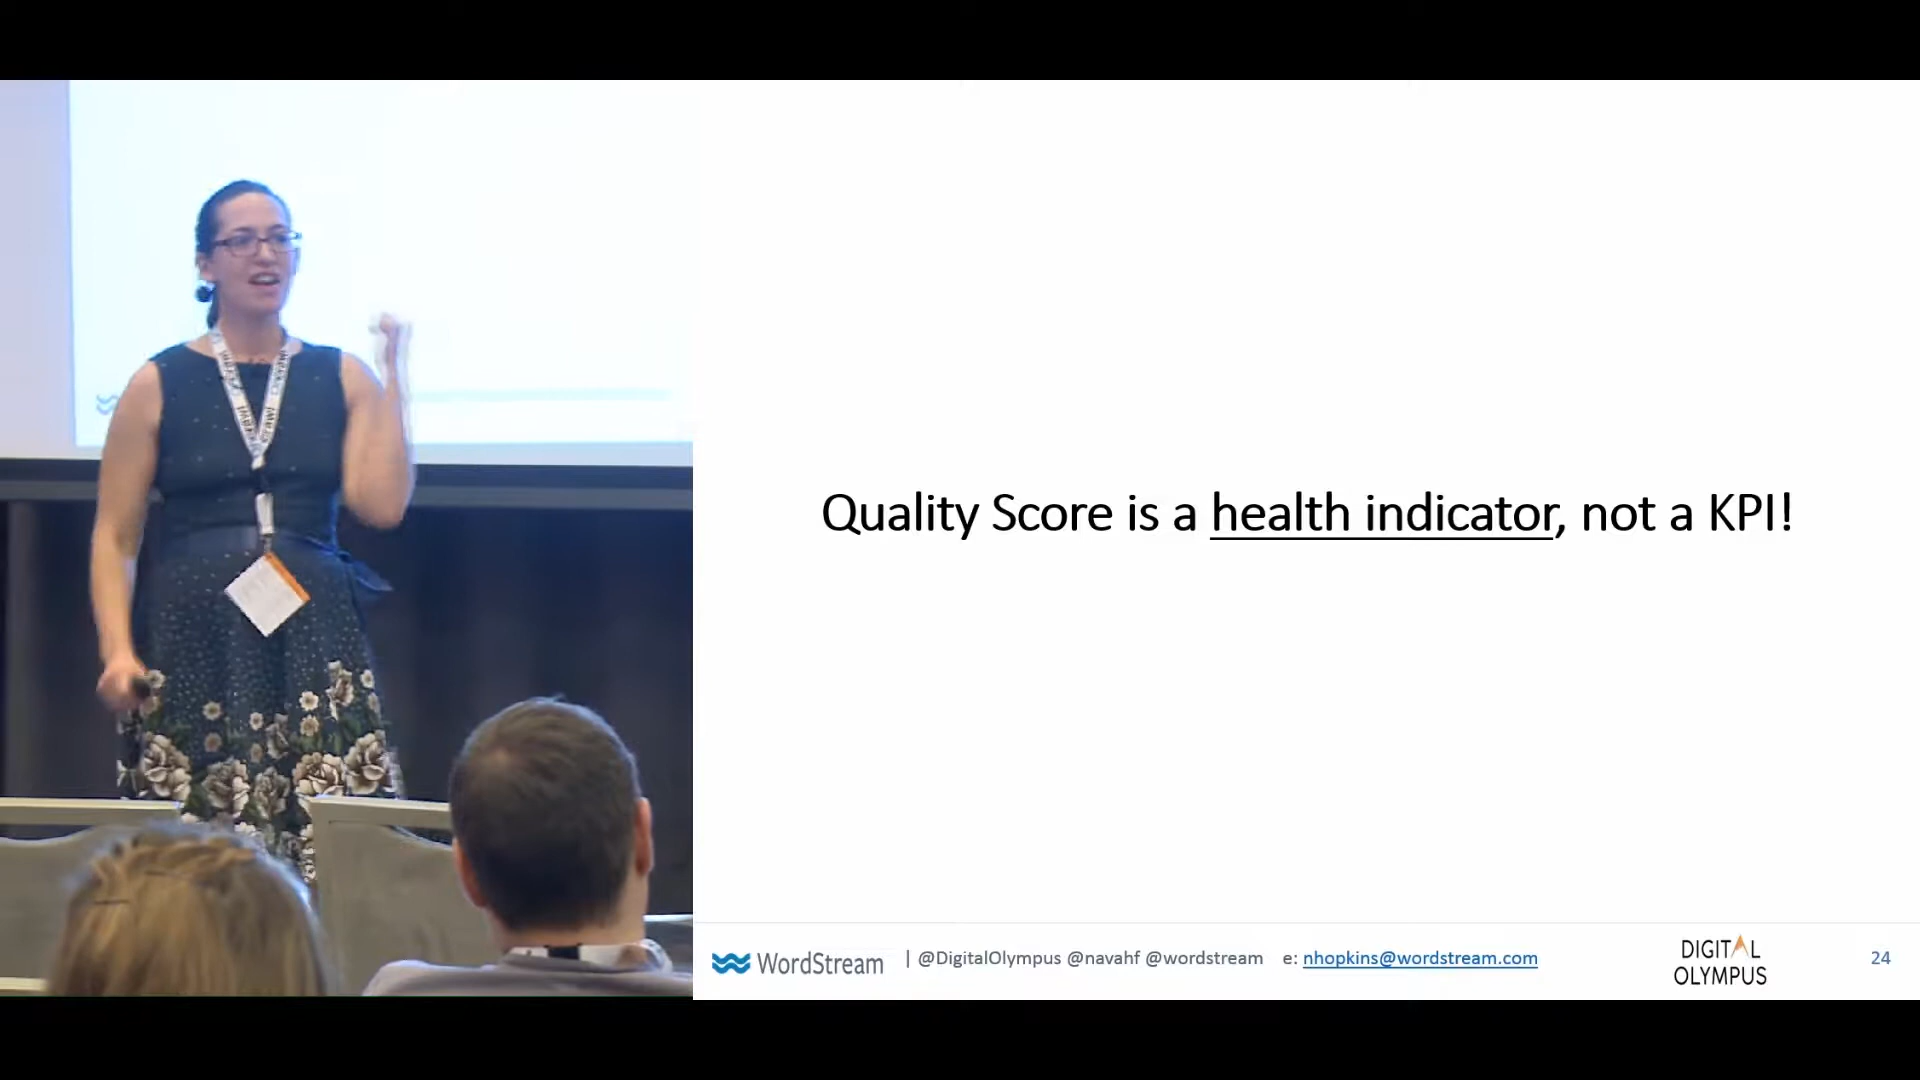 Quality Score is a health indicator, not a KPI!
WordStream | @DigitalOlympus @navahf @wordstream e: nhopkins@wordstream.com
DIGITAL
OLYMPUS
24